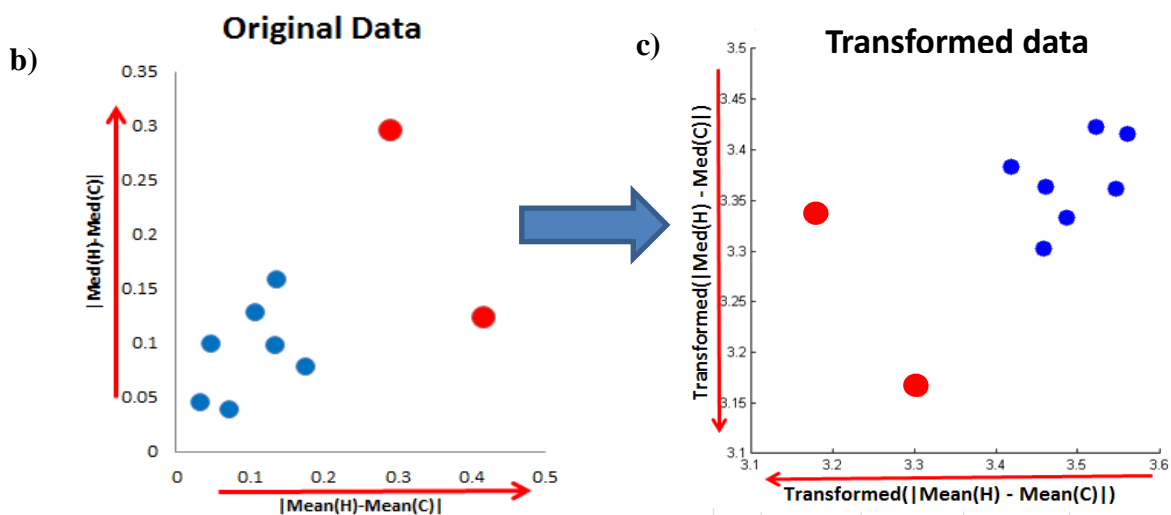 b)
Original Data
0.35
0.3
0.25
0.2
0.15
0.1
0.05
0
|Med(H)-Med(C)|
0 0.1 0.2 0.3 0.4 0.5
|Mean(H)-Mean(C)|
c)
Transformed data
3.5
3.45
3.4
3.35
3.3
3.25
3.2
3.15
3.1
Transformed(|Med(H) - Med(C)|)
3.1 3.2 3.3 3.4 3.5 3.6
Transformed(|Mean(H) - Mean(C)|)